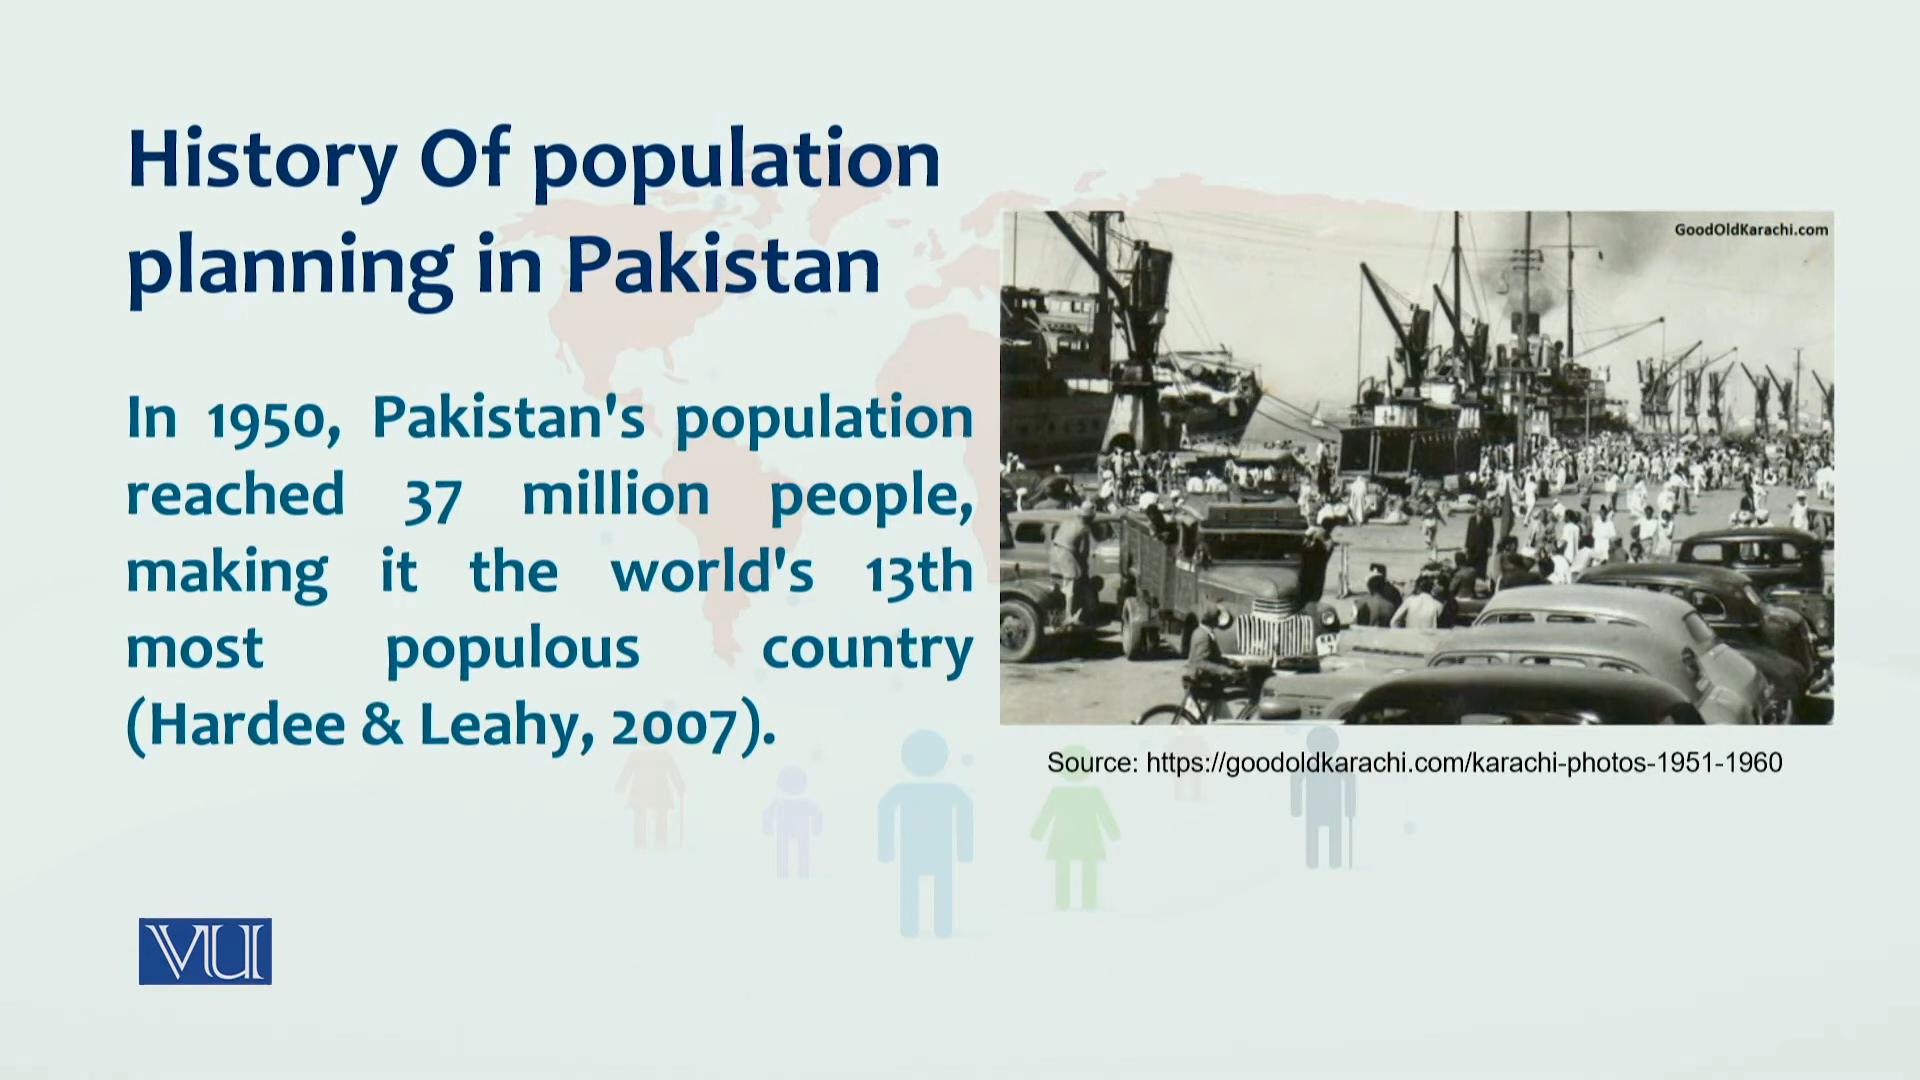 History Of population
planning in Pakistan
In 1950, Pakistan's population
reached 37 million people,
making it the world's 13th
most populous country
(Hardee & Leahy, 2007).
GoodOldKarachi.com
Source: https://goodoldkarachi.com/karachi-photos-1951-1960
VU